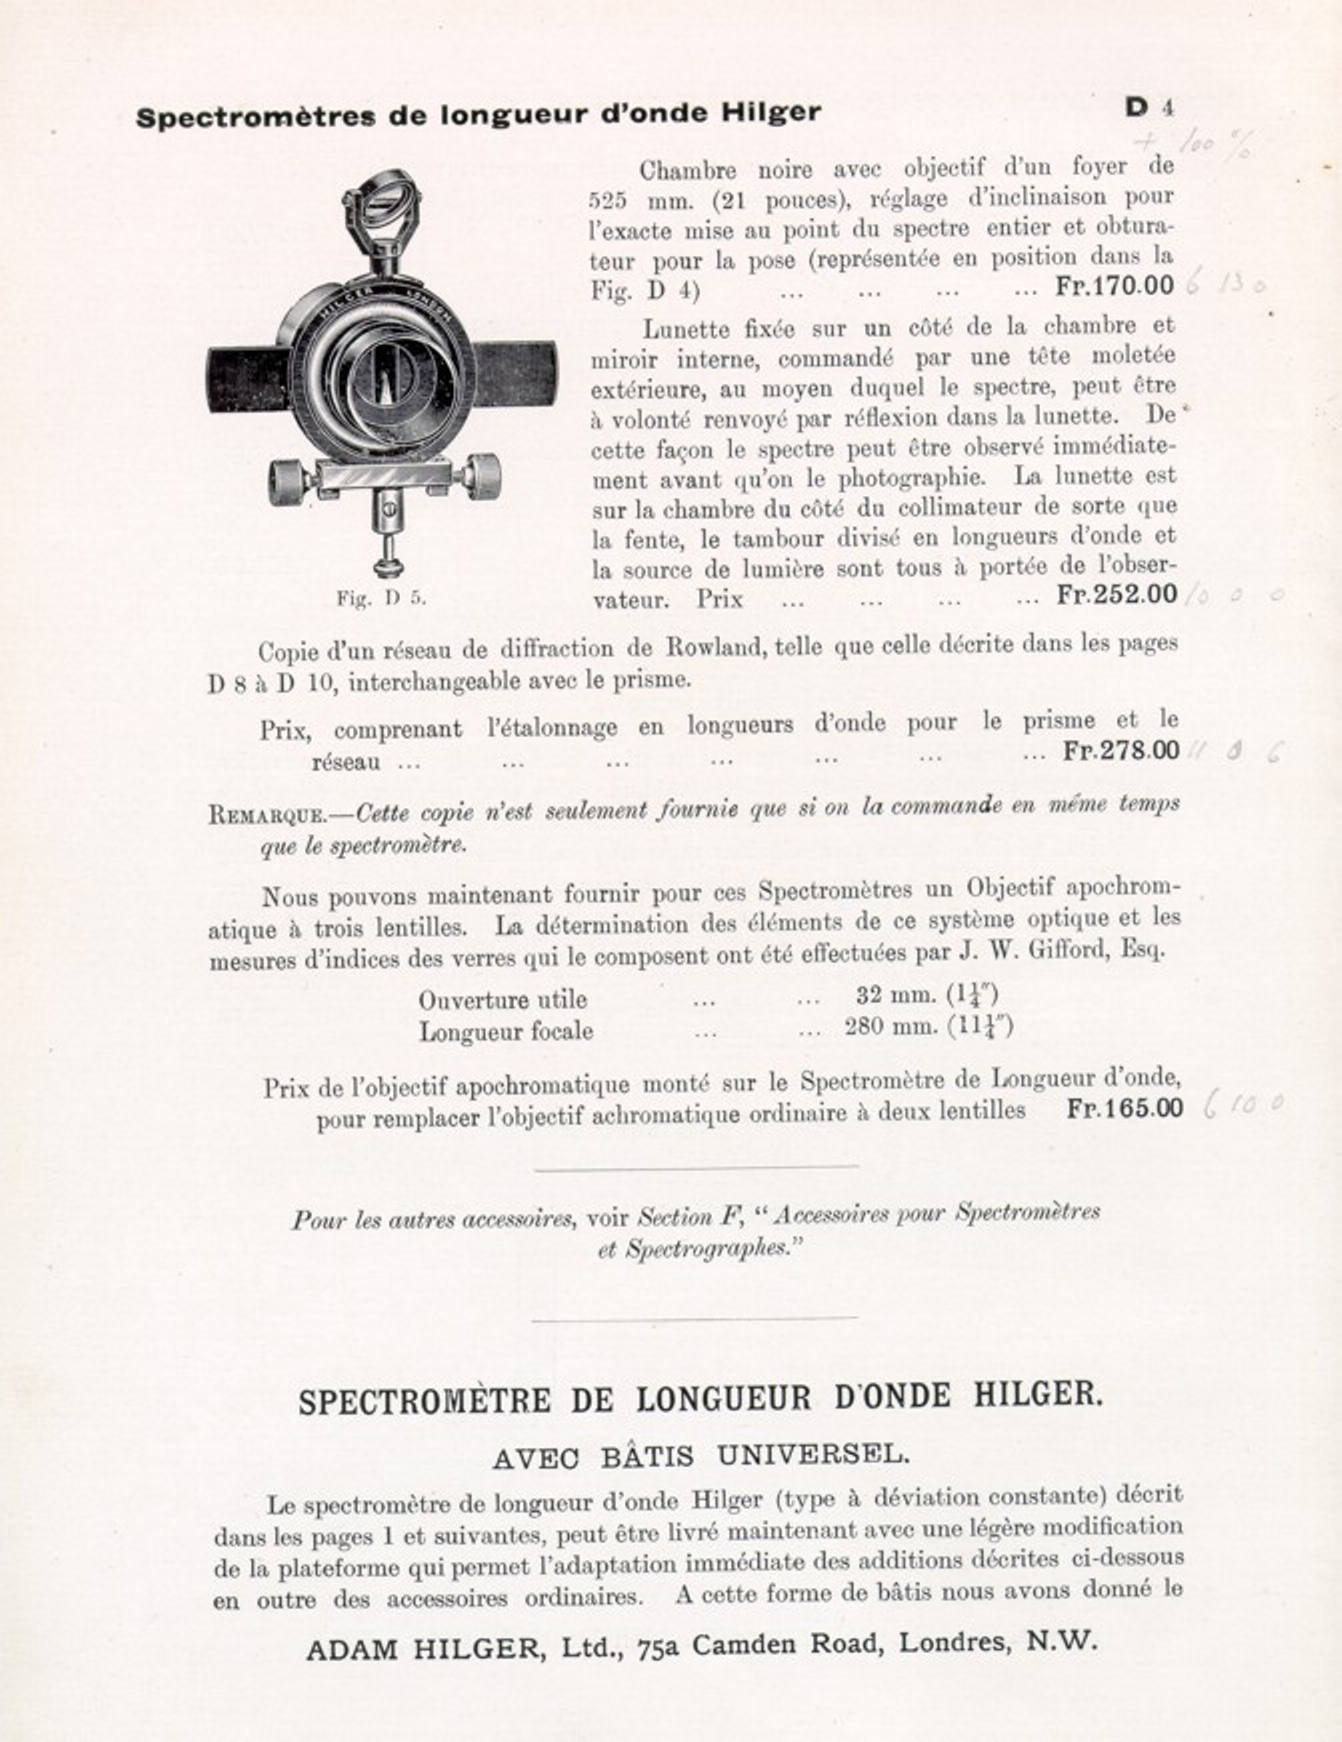 Spectromètres de longueur d'onde Hilger D 4
+ 100 %
Chambre noire avec objectif d'un foyer de
525 mm. (21 pouces), réglage d'inclinaison pour
l'exacte mise au point du spectre entier et obtura-
teur pour la pose (représentée en position dans la
Fig. D 4) ... ... ... ... Fr.170.00 6 13 0
Lunette fixée sur un côté de la chambre et
miroir interne, commandé par une tête moletée
extérieure, au moyen duquel le spectre, peut être
à volonté renvoyé par réflexion dans la lunette. De
cette façon le spectre peut être observé immédiate-
ment avant qu'on le photographie. La lunette est
sur la chambre du côté du collimateur de sorte que
la fente, le tambour divisé en longueurs d'onde et
la source de lumière sont tous à portée de l'obser-
vateur. Prix ... ... ... ... Fr.252.00 10 0 0
HILGER LONDON
Fig. D 5.
Copie d'un réseau de diffraction de Rowland, telle que celle décrite dans les pages
D 8 à D 10, interchangeable avec le prisme.
Prix, comprenant l'étalonnage en longueurs d'onde pour le prisme et le
réseau ... ... ... ... ... ... ... Fr.278.00 11 0 6
REMARQUE.—Cette copie n'est seulement fournie que si on la commande en même temps
que le spectromètre.
Nous pouvons maintenant fournir pour ces Spectromètres un Objectif apochrom-
atique à trois lentilles. La détermination des éléments de ce système optique et les
mesures d'indices des verres qui le composent ont été effectuées par J. W. Gifford, Esq.
Ouverture utile ... ... 32 mm. (1¼″)
Longueur focale ... ... 280 mm. (11¼″)
Prix de l'objectif apochromatique monté sur le Spectromètre de Longueur d'onde,
pour remplacer l'objectif achromatique ordinaire à deux lentilles Fr.165.00 6 10 0
Pour les autres accessoires, voir Section F, “ Accessoires pour Spectromètres
et Spectrographes.”
SPECTROMÈTRE DE LONGUEUR D'ONDE HILGER.
AVEC BÂTIS UNIVERSEL.
Le spectromètre de longueur d'onde Hilger (type à déviation constante) décrit
dans les pages 1 et suivantes, peut être livré maintenant avec une légère modification
de la plateforme qui permet l'adaptation immédiate des additions décrites ci-dessous
en outre des accessoires ordinaires. A cette forme de bâtis nous avons donné le
ADAM HILGER, Ltd., 75a Camden Road, Londres, N.W.